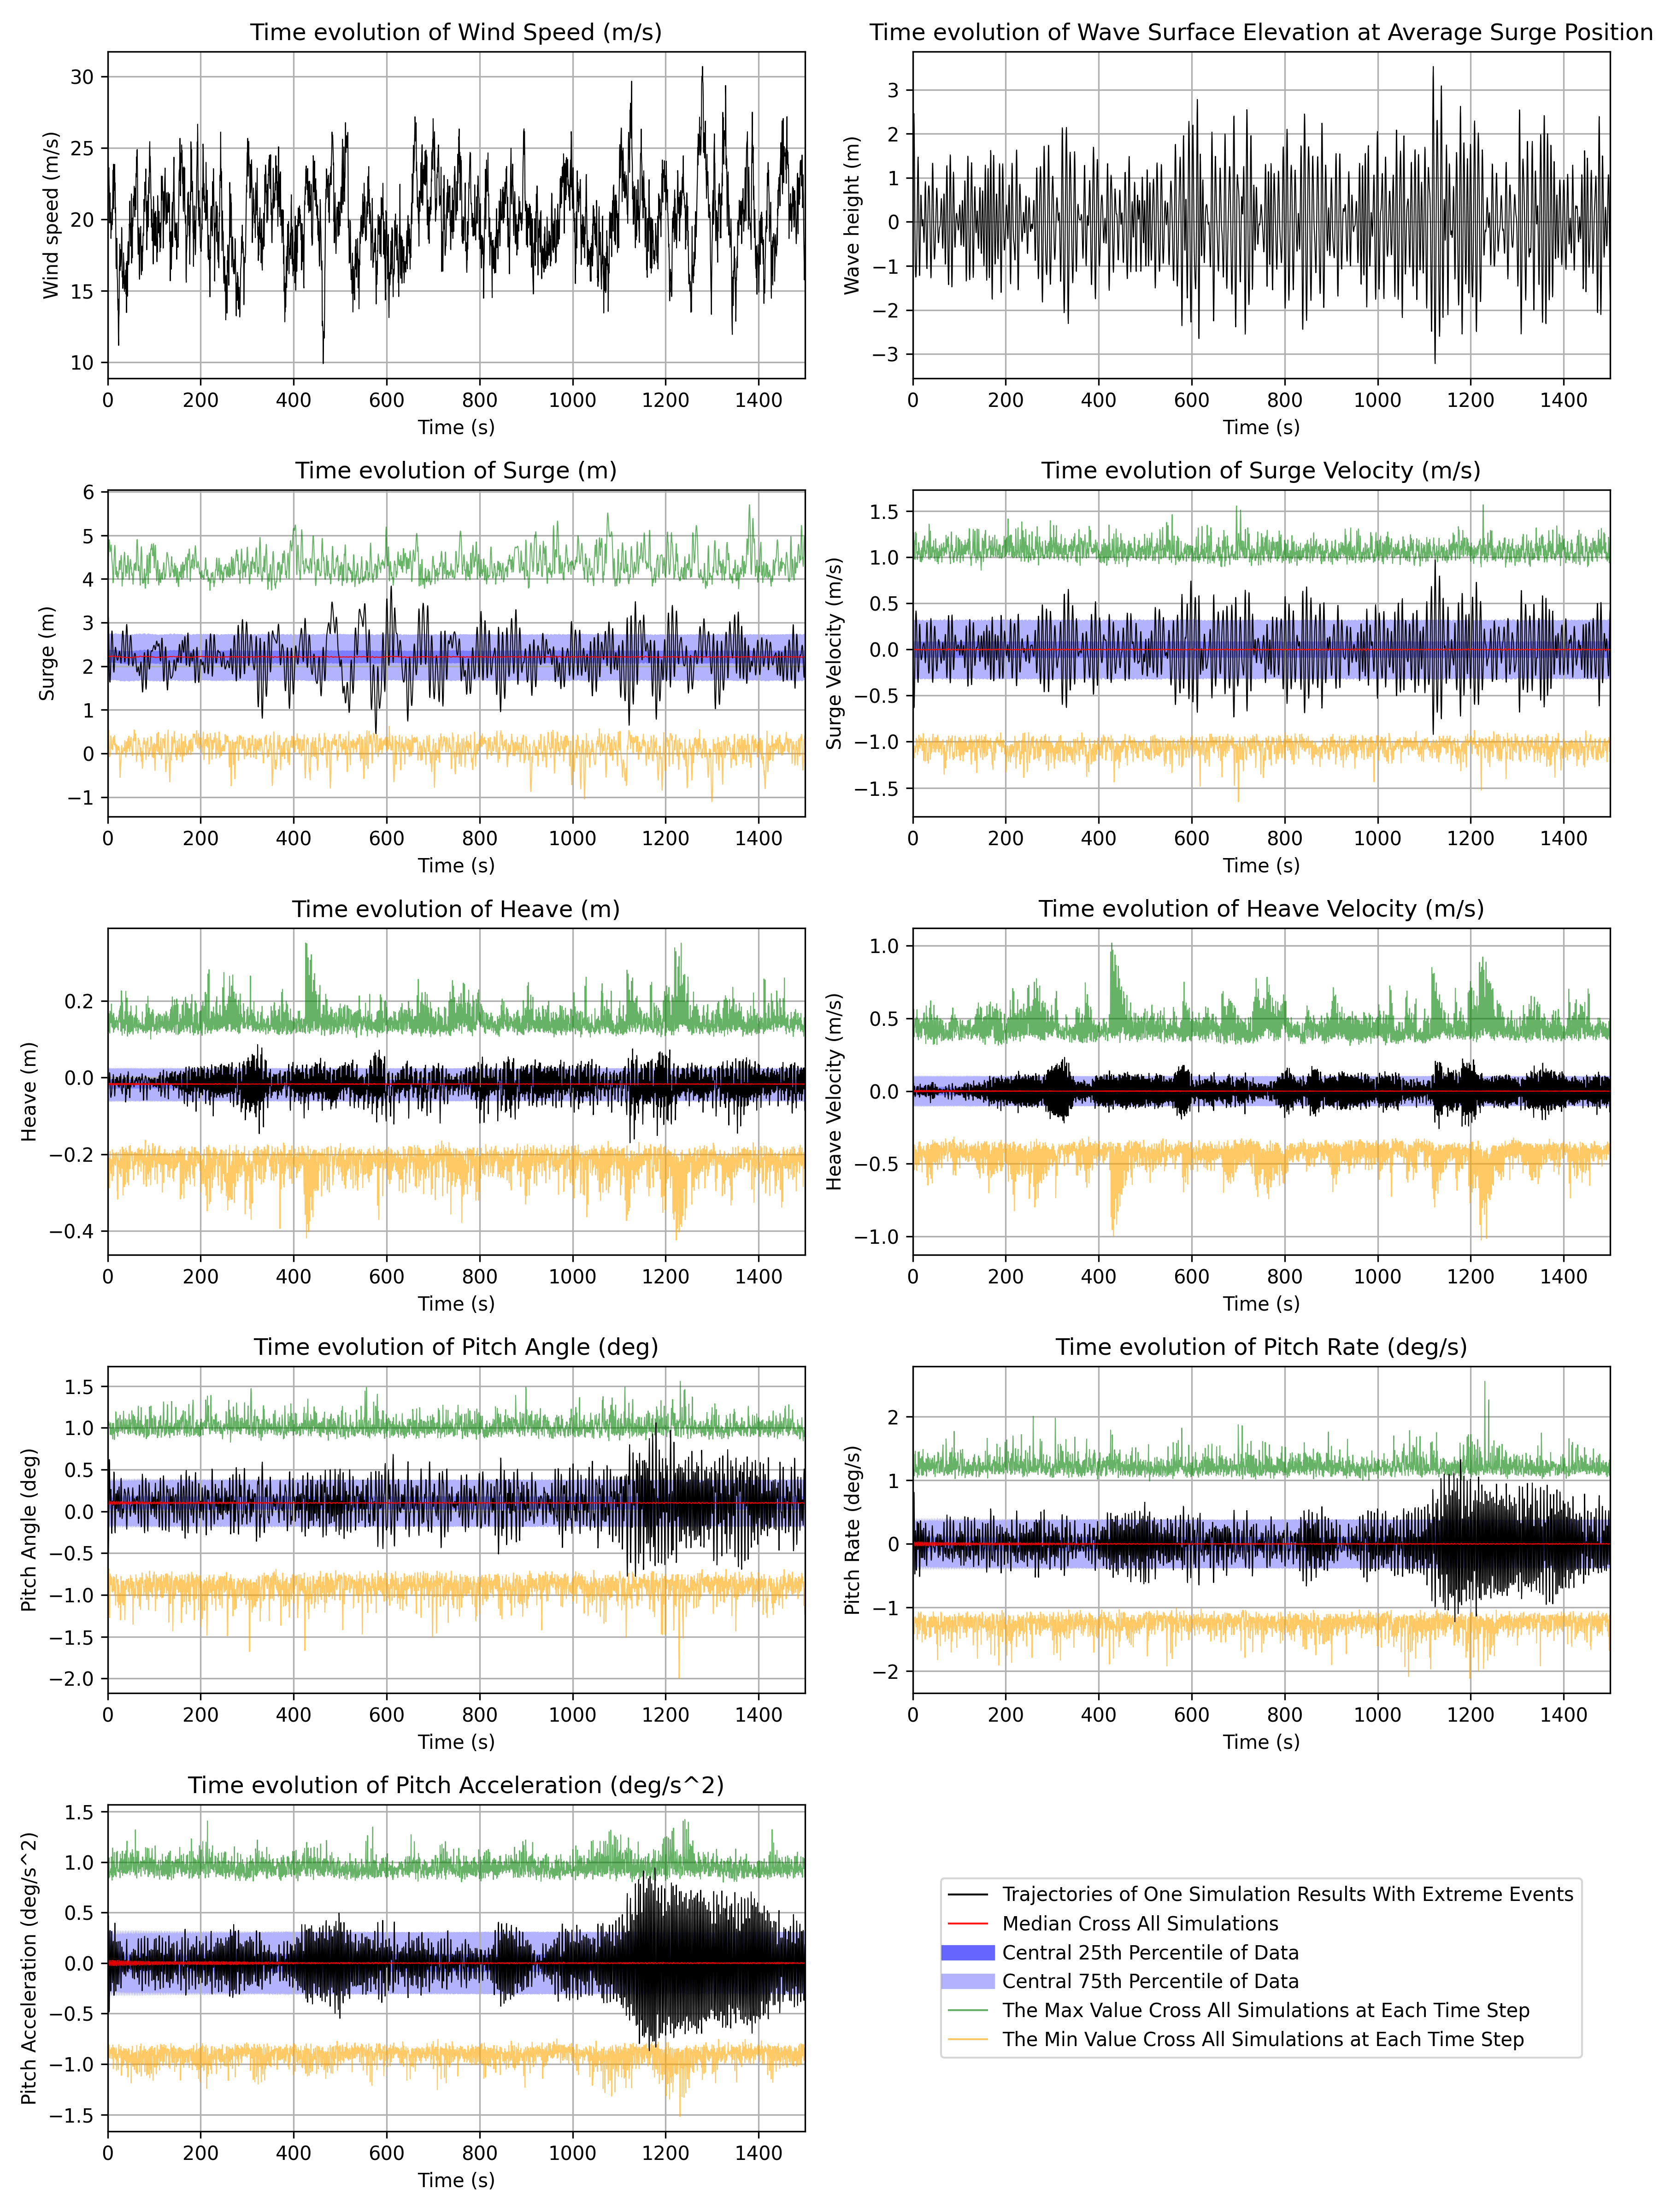 Time evolution of Wind Speed (m/s)
30
25
20
15
10
Wind speed (m/s)
0 200 400 600 800 1000 1200 1400
Time (s)
Time evolution of Wave Surface Elevation at Average Surge Position
3
2
1
0
−1
−2
−3
Wave height (m)
0 200 400 600 800 1000 1200 1400
Time (s)
Time evolution of Surge (m)
6
5
4
3
2
1
0
−1
Surge (m)
0 200 400 600 800 1000 1200 1400
Time (s)
Time evolution of Surge Velocity (m/s)
1.5
1.0
0.5
0.0
−0.5
−1.0
−1.5
Surge Velocity (m/s)
0 200 400 600 800 1000 1200 1400
Time (s)
Time evolution of Heave (m)
0.2
0.0
−0.2
−0.4
Heave (m)
0 200 400 600 800 1000 1200 1400
Time (s)
Time evolution of Heave Velocity (m/s)
1.0
0.5
0.0
−0.5
−1.0
Heave Velocity (m/s)
0 200 400 600 800 1000 1200 1400
Time (s)
Time evolution of Pitch Angle (deg)
1.5
1.0
0.5
0.0
−0.5
−1.0
−1.5
−2.0
Pitch Angle (deg)
0 200 400 600 800 1000 1200 1400
Time (s)
Time evolution of Pitch Rate (deg/s)
2
1
0
−1
−2
Pitch Rate (deg/s)
0 200 400 600 800 1000 1200 1400
Time (s)
Time evolution of Pitch Acceleration (deg/s^2)
1.5
1.0
0.5
0.0
−0.5
−1.0
−1.5
Pitch Acceleration (deg/s^2)
0 200 400 600 800 1000 1200 1400
Time (s)
Trajectories of One Simulation Results With Extreme Events
Median Cross All Simulations
Central 25th Percentile of Data
Central 75th Percentile of Data
The Max Value Cross All Simulations at Each Time Step
The Min Value Cross All Simulations at Each Time Step